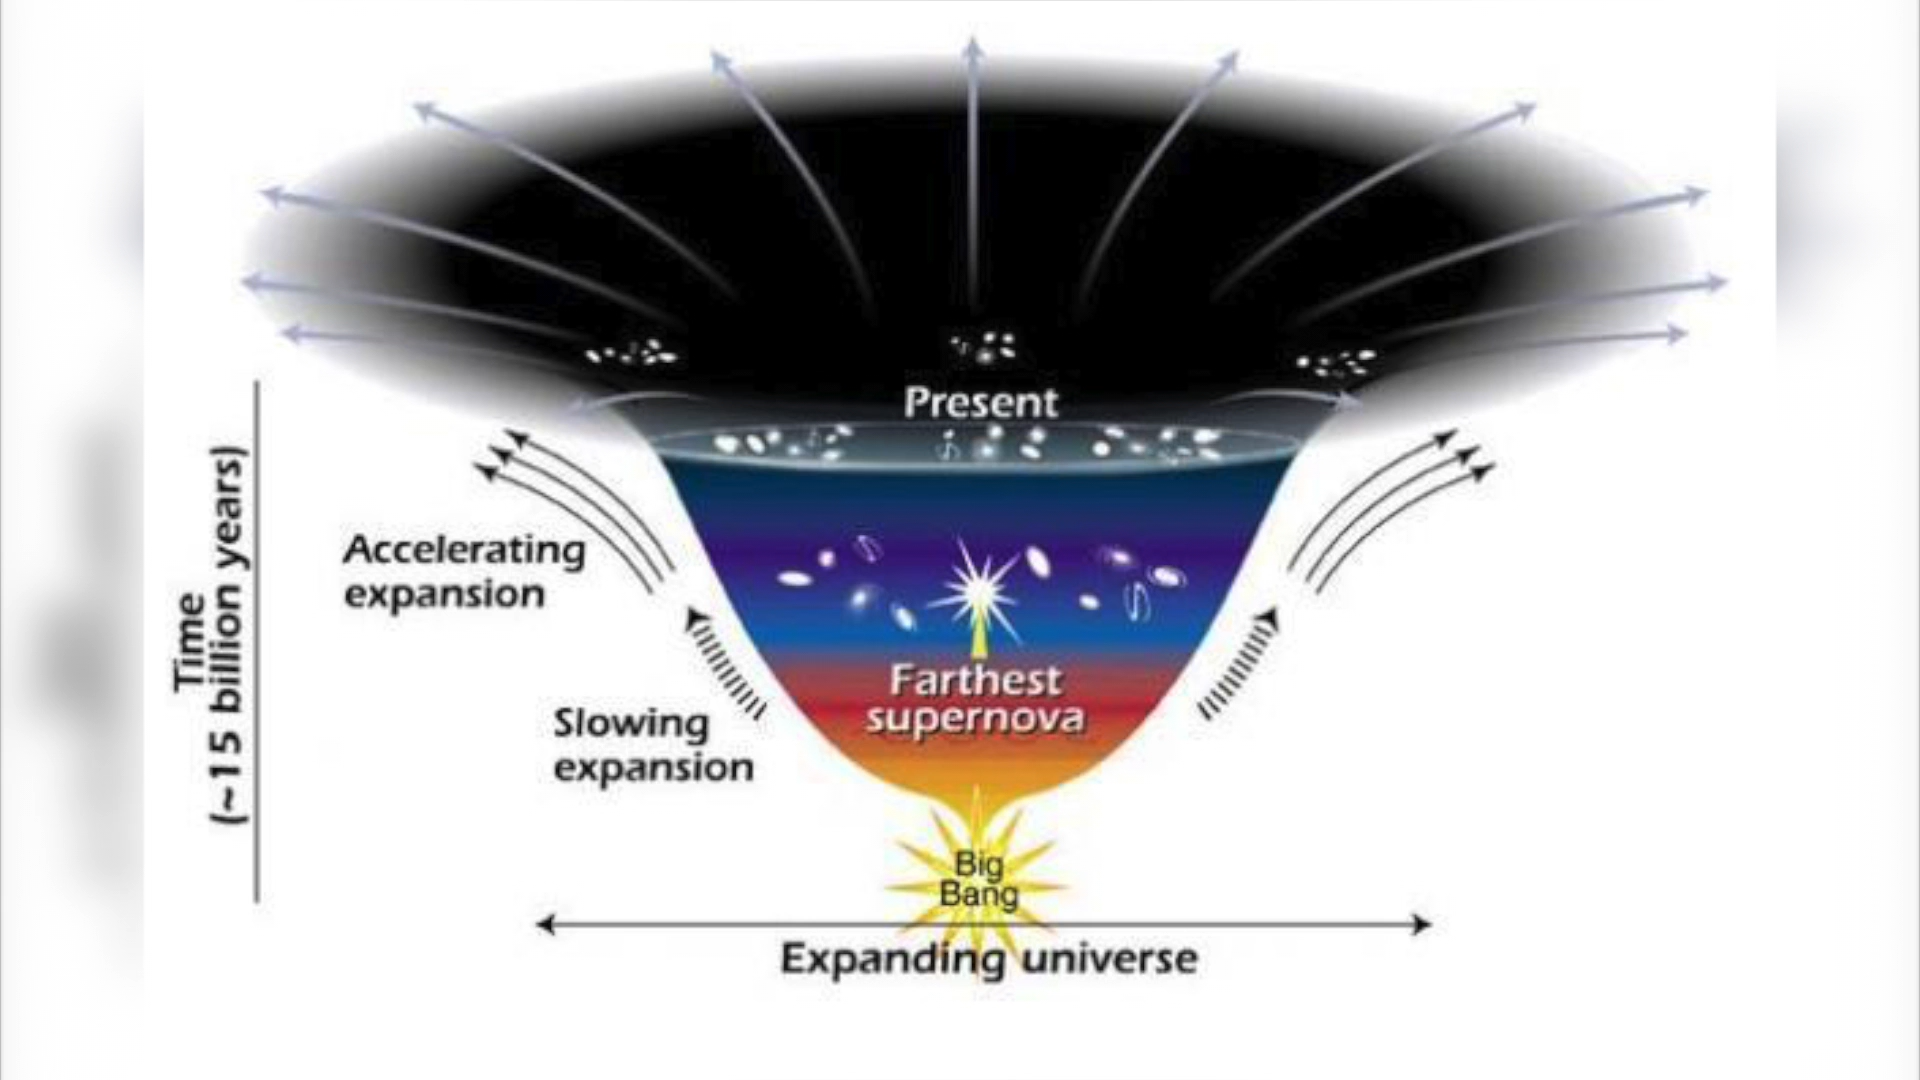 Present
Time
(~15 billion years)
Accelerating
expansion
Farthest
supernova
Slowing
expansion
Big
Bang
Expanding universe